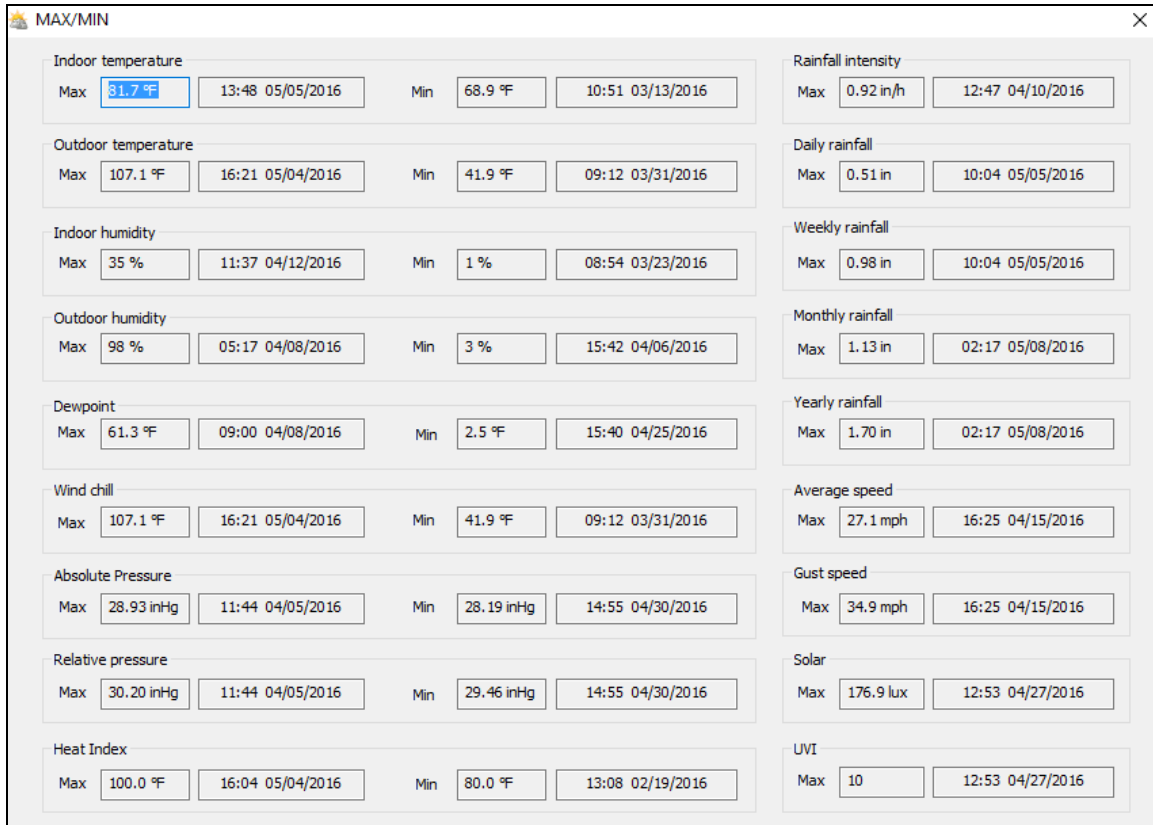 MAX/MIN
Indoor temperature
Max 81.7 ℉ 13:48 05/05/2016 Min 68.9 ℉ 10:51 03/13/2016
Rainfall intensity
Max 0.92 in/h 12:47 04/10/2016
Outdoor temperature
Max 107.1 ℉ 16:21 05/04/2016 Min 41.9 ℉ 09:12 03/31/2016
Daily rainfall
Max 0.51 in 10:04 05/05/2016
Indoor humidity
Max 35 % 11:37 04/12/2016 Min 1 % 08:54 03/23/2016
Weekly rainfall
Max 0.98 in 10:04 05/05/2016
Outdoor humidity
Max 98 % 05:17 04/08/2016 Min 3 % 15:42 04/06/2016
Monthly rainfall
Max 1.13 in 02:17 05/08/2016
Dewpoint
Max 61.3 ℉ 09:00 04/08/2016 Min 2.5 ℉ 15:40 04/25/2016
Yearly rainfall
Max 1.70 in 02:17 05/08/2016
Wind chill
Max 107.1 ℉ 16:21 05/04/2016 Min 41.9 ℉ 09:12 03/31/2016
Average speed
Max 27.1 mph 16:25 04/15/2016
Absolute Pressure
Max 28.93 inHg 11:44 04/05/2016 Min 28.19 inHg 14:55 04/30/2016
Gust speed
Max 34.9 mph 16:25 04/15/2016
Relative pressure
Max 30.20 inHg 11:44 04/05/2016 Min 29.46 inHg 14:55 04/30/2016
Solar
Max 176.9 lux 12:53 04/27/2016
Heat Index
Max 100.0 ℉ 16:04 05/04/2016 Min 80.0 ℉ 13:08 02/19/2016
UVI
Max 10 12:53 04/27/2016